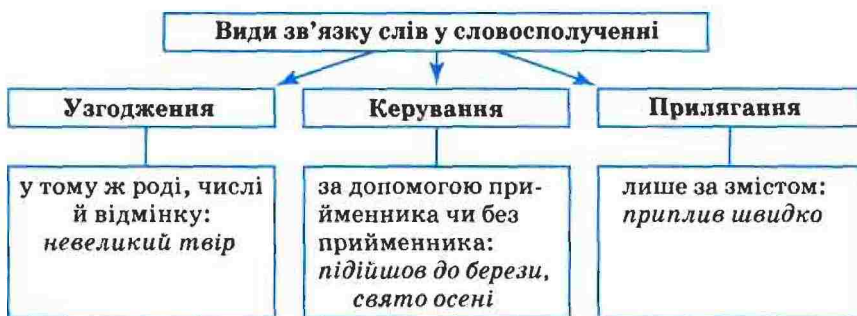 Види зв’язку слів у словосполученні
Узгодження
Керування
Прилягання
у тому ж роді, числі
й відмінку:
невеликий твір
за допомогою при-
йменника чи без
прийменника:
підійшов до берези,
свято осені
лише за змістом:
приплив швидко